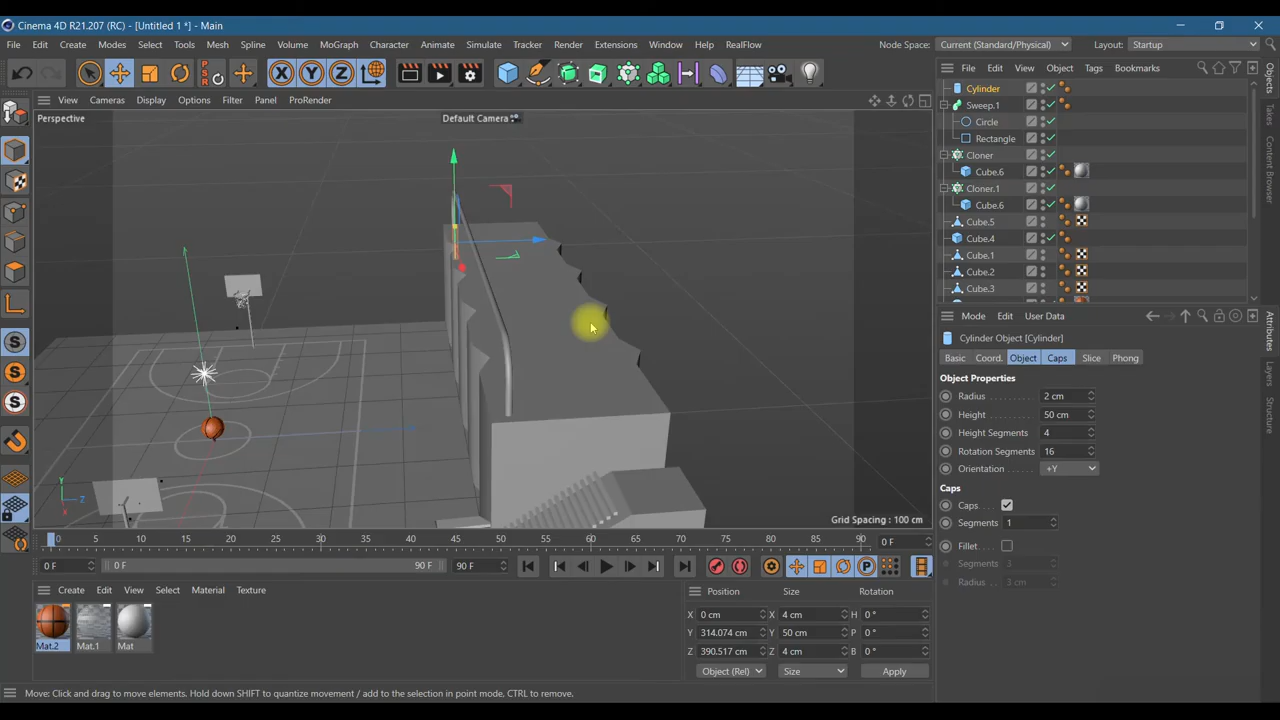 Cinema 4D R21.207 (RC) - [Untitled 1 *] - Main
File Edit Create Modes Select Tools Mesh Spline Volume MoGraph Character Animate Simulate Tracker Render Extensions Window Help RealFlow Node Space: Current (Standard/Physical) Layout: Startup
P S R X Y Z
File Edit View Object Tags Bookmarks
View Cameras Display Options Filter Panel ProRender
Perspective Default Camera
Cylinder
Sweep.1
Circle
Rectangle
Cloner
Cube.6
Cloner.1
Cube.6
Cube.5
Cube.4
Cube.1
Cube.2
Cube.3
Objects
Takes
Content Browser
Mode Edit User Data
Attributes
Layers
Cylinder Object [Cylinder]
Basic Coord. Object Caps Slice Phong
Object Properties
Radius 2 cm
Height 50 cm
Height Segments 4
Rotation Segments 16
Orientation +Y
Caps
Caps
Segments 1
Fillet
Segments 3
Radius 3 cm
S
S
S
Y
Z
X
Grid Spacing : 100 cm
0 5 10 15 20 25 30 35 40 45 50 55 60 65 70 75 80 85 90 0 F
0 F 0 F 90 F 90 F P
Create Edit View Select Material Texture
Mat.2 Mat.1 Mat
Position Size Rotation
X 0 cm X 4 cm H 0 °
Y 314.074 cm Y 50 cm P 0 °
Z 390.517 cm Z 4 cm B 0 °
Object (Rel) Size Apply
Move: Click and drag to move elements. Hold down SHIFT to quantize movement / add to the selection in point mode, CTRL to remove.